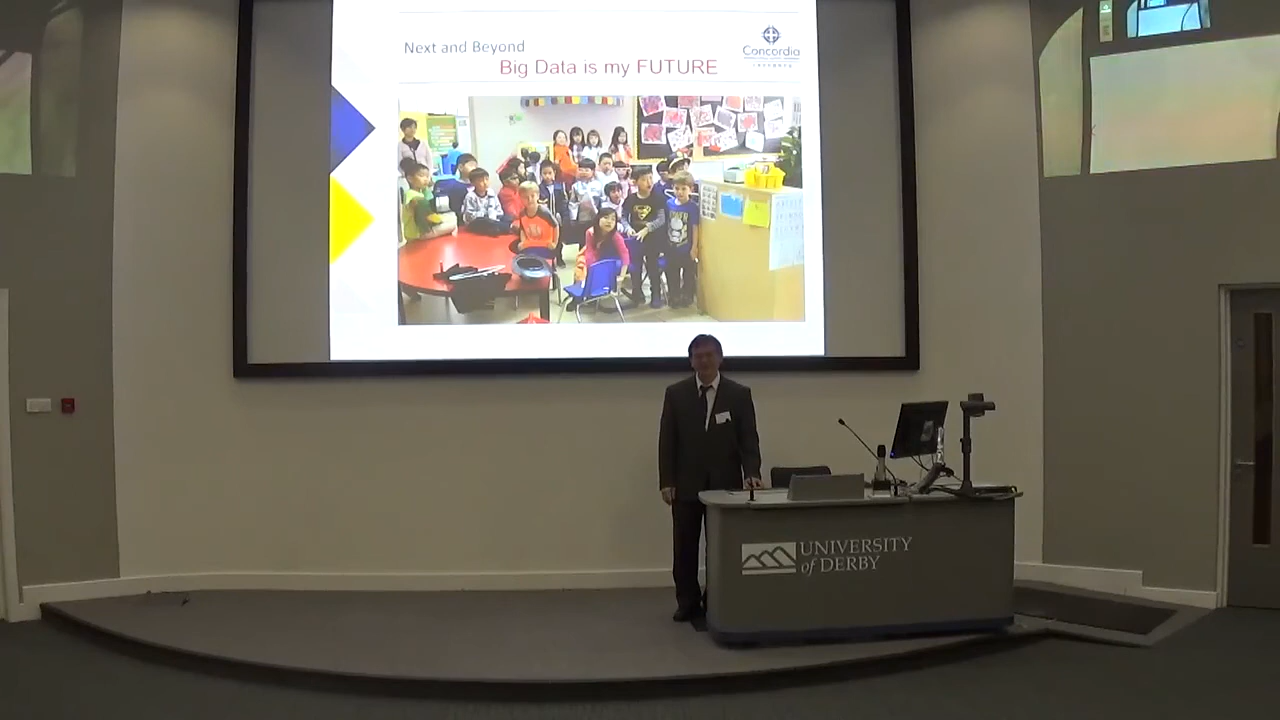 Next and Beyond
Big Data is my FUTURE
Concordia
UNIVERSITY
of DERBY